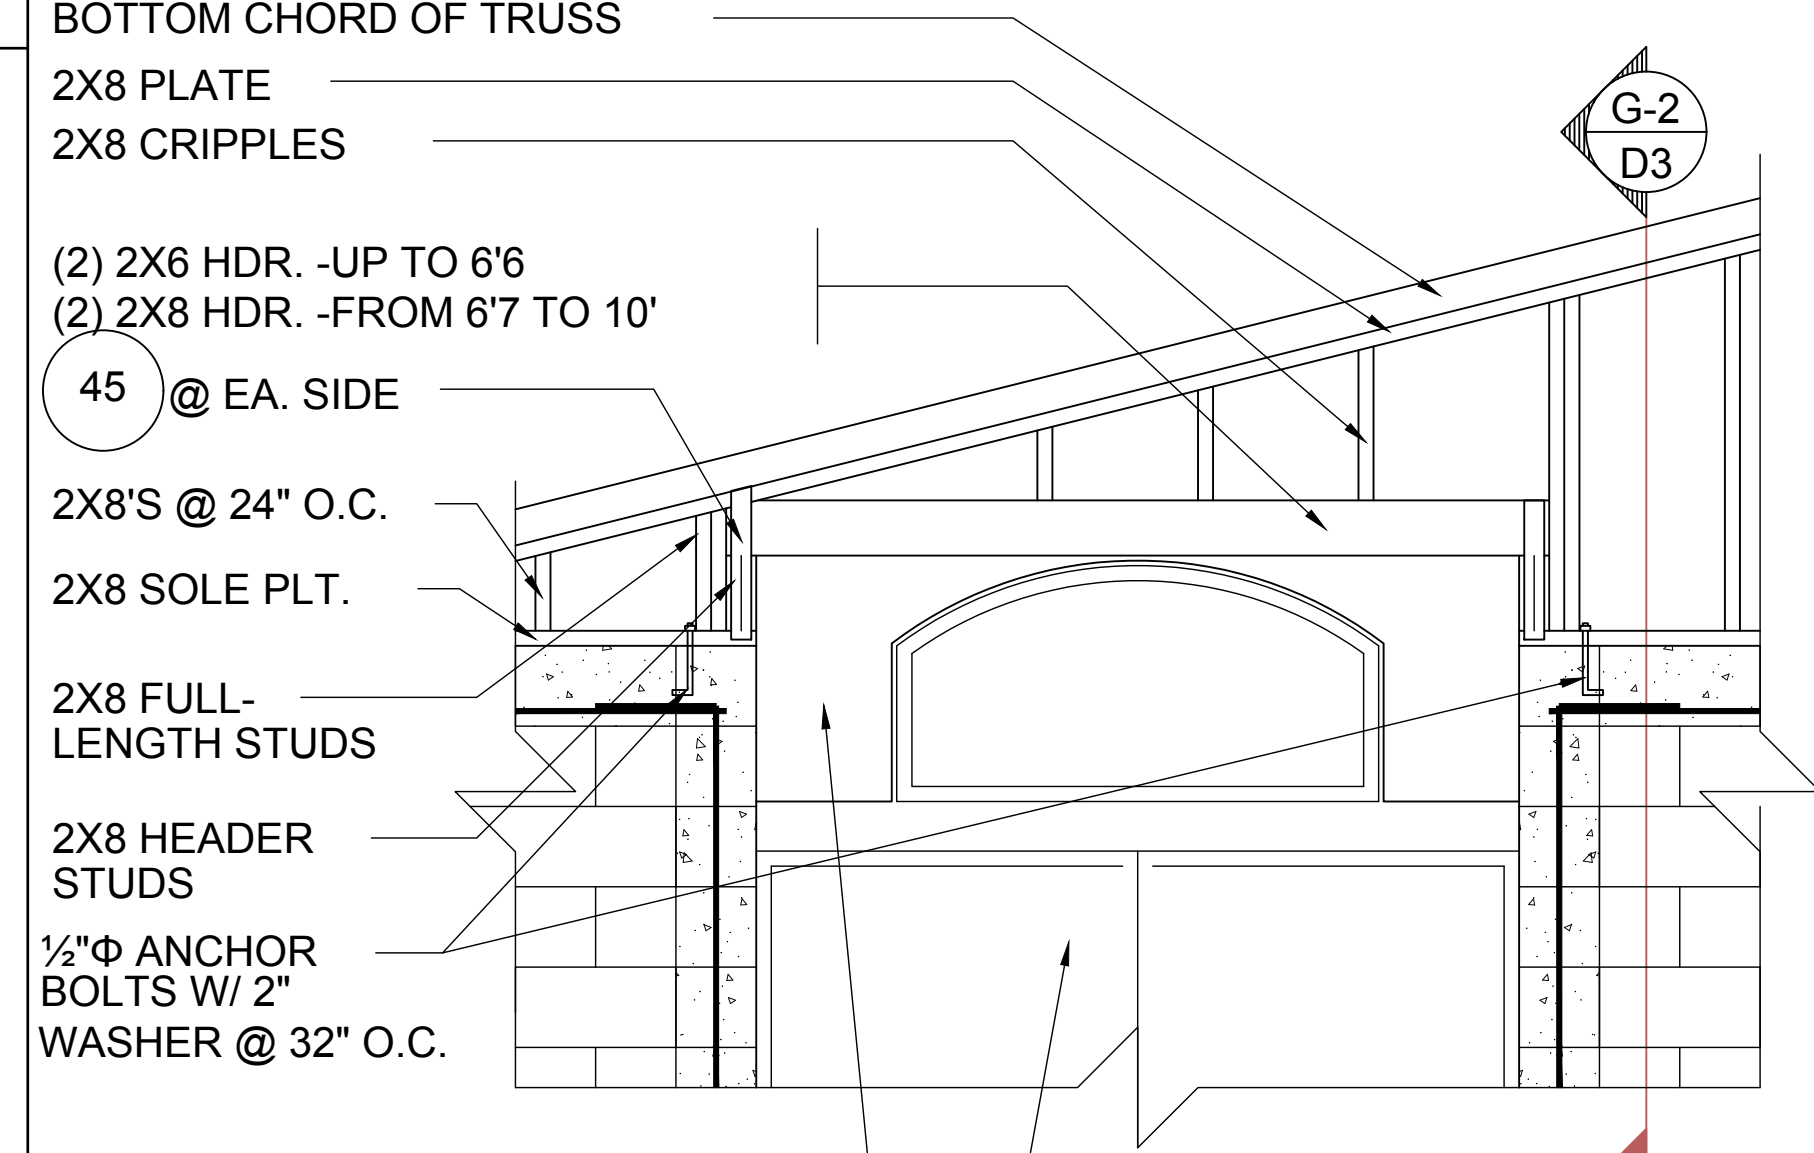 BOTTOM CHORD OF TRUSS
2X8 PLATE
2X8 CRIPPLES
G-2
D3
(2) 2X6 HDR. -UP TO 6'6
(2) 2X8 HDR. -FROM 6'7 TO 10'
45 @ EA. SIDE
2X8'S @ 24" O.C.
2X8 SOLE PLT.
2X8 FULL-
LENGTH STUDS
2X8 HEADER
STUDS
½"Φ ANCHOR
BOLTS W/ 2"
WASHER @ 32" O.C.